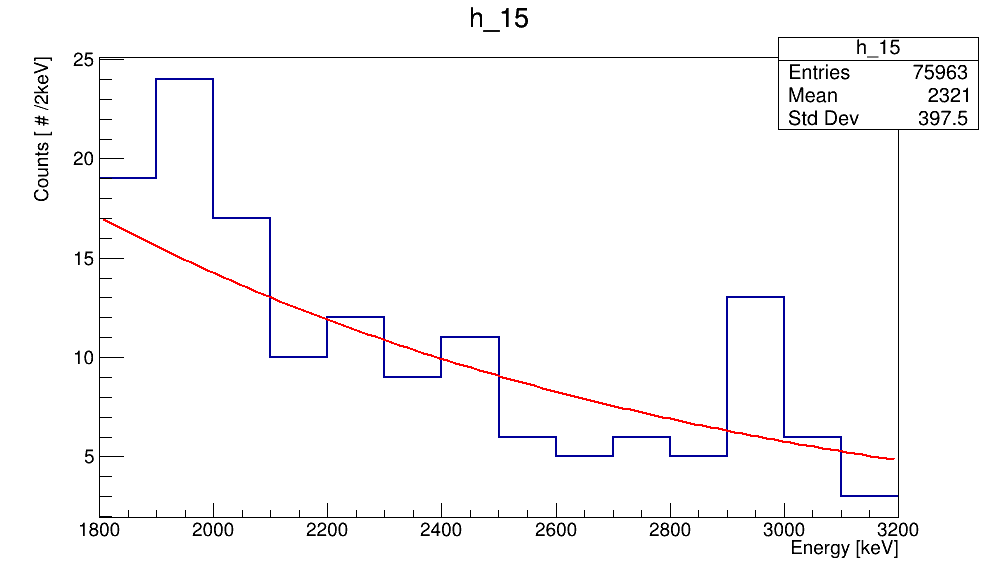 h_15
h_15
Entries 75963
Mean 2321
Std Dev 397.5
Counts [ # /2keV]
25
20
15
10
5
1800 2000 2200 2400 2600 2800 3000 3200
Energy [keV]